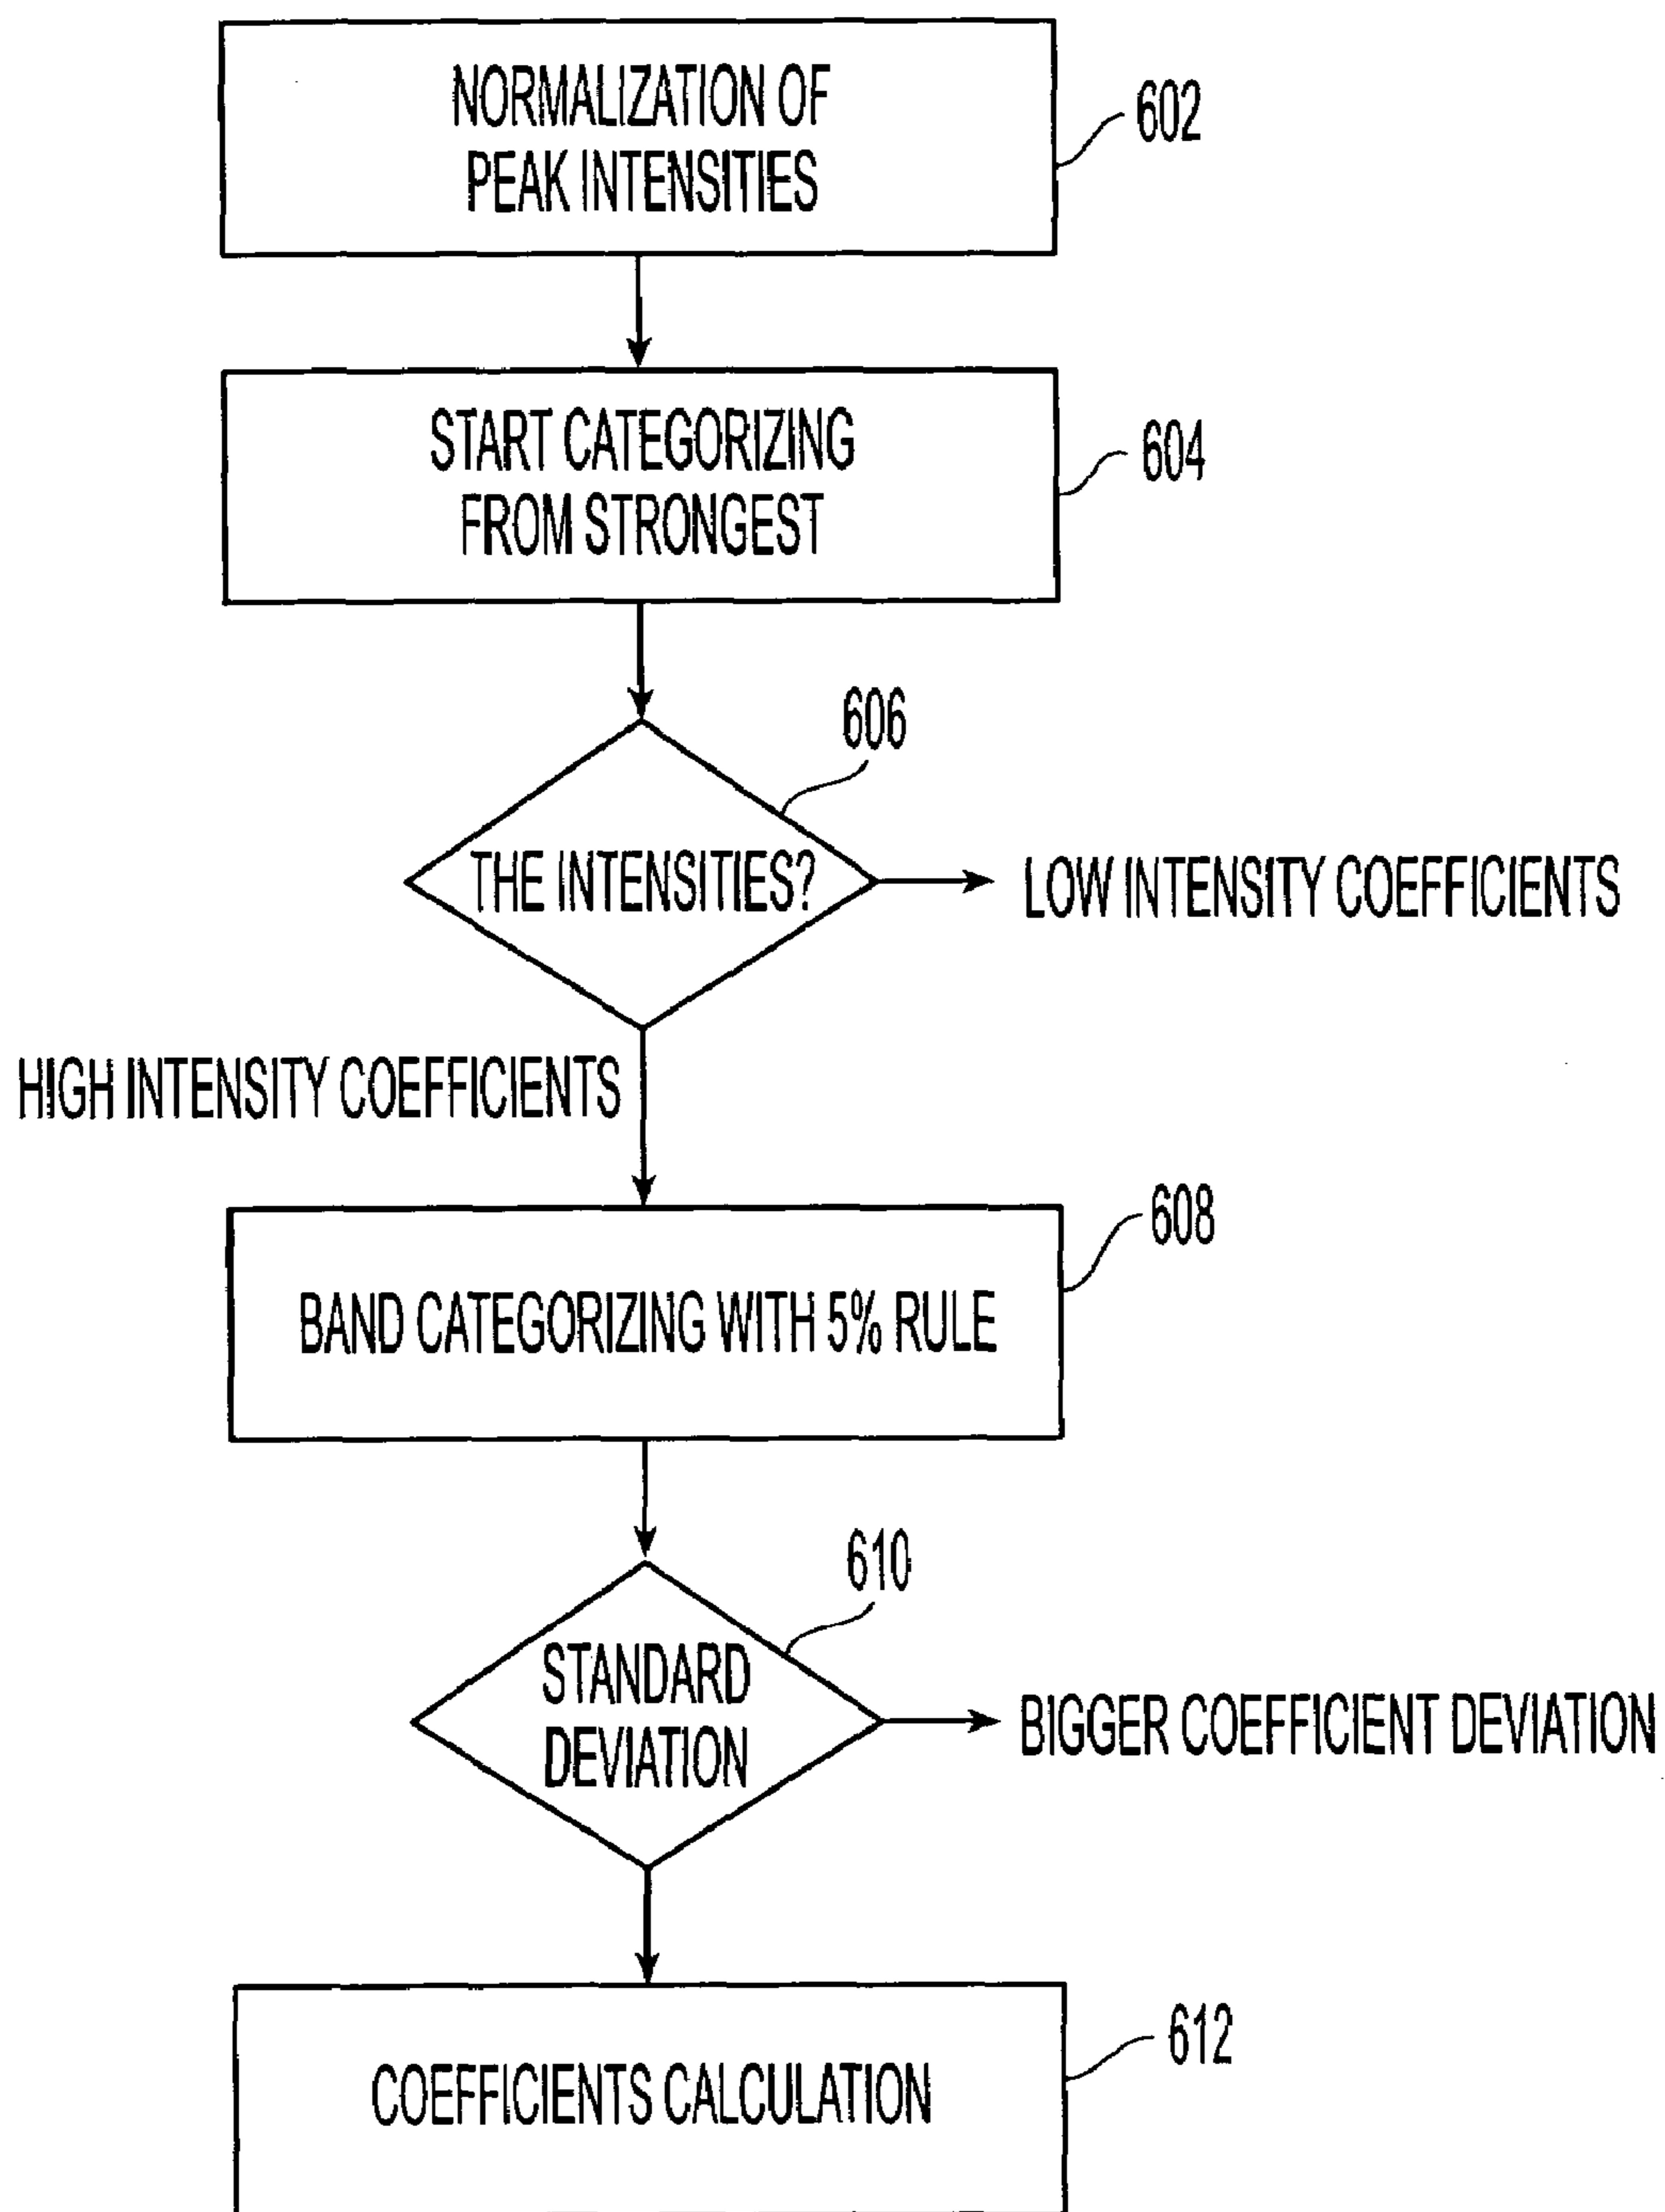 NORMALIZATION OF
PEAK INTENSITIES
602
START CATEGORIZING
FROM STRONGEST
604
606
THE INTENSITIES?
LOW INTENSITY COEFFICIENTS
HIGH INTENSITY COEFFICIENTS
608
BAND CATEGORIZING WITH 5% RULE
610
STANDARD
DEVIATION
BIGGER COEFFICIENT DEVIATION
612
COEFFICIENTS CALCULATION